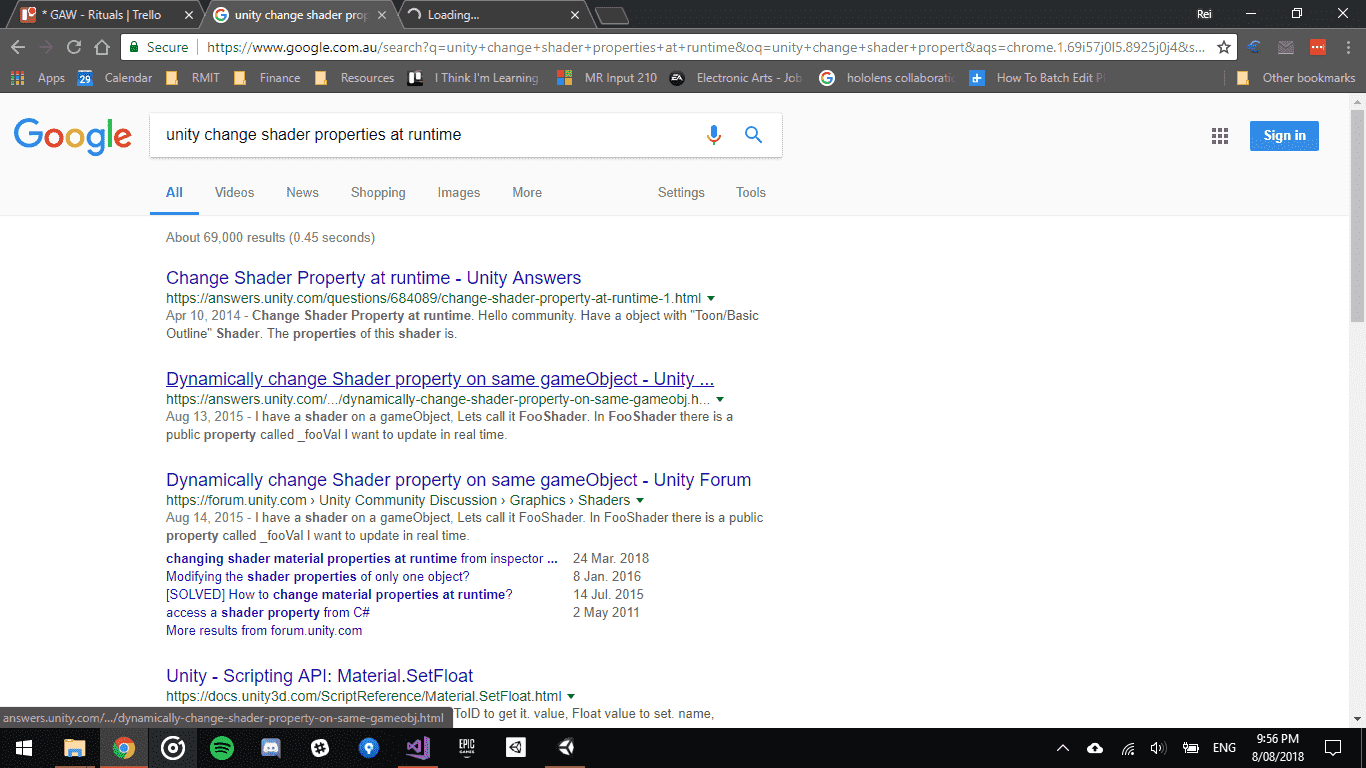 * GAW - Rituals | Trello
unity change shader prop
Loading...
Rei
Secure
https://www.google.com.au/search?q=unity+change+shader+properties+at+runtime&oq=unity+change+shader+propert&aqs=chrome.1.69i57j0l5.8925j0j4&s...
Apps
29
Calendar
RMIT
Finance
Resources
I Think I'm Learning
MR Input 210
Electronic Arts - Job
hololens collaboratio
How To Batch Edit P
Other bookmarks
Google
unity change shader properties at runtime
Sign in
All Videos News Shopping Images More Settings Tools
About 69,000 results (0.45 seconds)
Change Shader Property at runtime - Unity Answers
https://answers.unity.com/questions/684089/change-shader-property-at-runtime-1.html
Apr 10, 2014 - Change Shader Property at runtime. Hello community. Have a object with "Toon/Basic
Outline" Shader. The properties of this shader is.
Dynamically change Shader property on same gameObject - Unity ...
https://answers.unity.com/.../dynamically-change-shader-property-on-same-gameobj.h...
Aug 13, 2015 - I have a shader on a gameObject, Lets call it FooShader. In FooShader there is a
public property called _fooVal I want to update in real time.
Dynamically change Shader property on same gameObject - Unity Forum
https://forum.unity.com › Unity Community Discussion › Graphics › Shaders
Aug 14, 2015 - I have a shader on a gameObject, Lets call it FooShader. In FooShader there is a public
property called _fooVal I want to update in real time.
changing shader material properties at runtime from inspector ... 24 Mar. 2018
Modifying the shader properties of only one object? 8 Jan. 2016
[SOLVED] How to change material properties at runtime? 14 Jul. 2015
access a shader property from C# 2 May 2011
More results from forum.unity.com
Unity - Scripting API: Material.SetFloat
https://docs.unity3d.com/ScriptReference/Material.SetFloat.html
ToID to get it. value, Float value to set. name,
answers.unity.com/.../dynamically-change-shader-property-on-same-gameobj.html
EPIC
GAMES
ENG
9:56 PM
8/08/2018